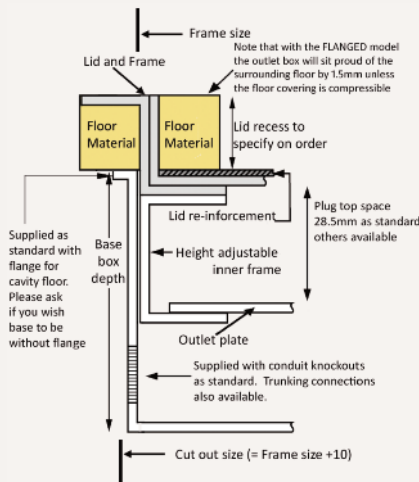 Frame size
Note that with the FLANGED model
the outlet box will sit proud of the
surrounding floor by 1.5mm unless
the floor covering is compressible
Lid and Frame
Floor
Material
Floor
Material
Lid recess to
specify on order
Lid re-inforcement
Plug top space
28.5mm as standard
others available
Supplied as
standard with
flange for
cavity floor.
Please ask
if you wish
base to be
without flange
Base
box
depth
Height adjustable
inner frame
Outlet plate
Supplied with conduit knockouts
as standard. Trunking connections
also available.
Cut out size (= Frame size +10)